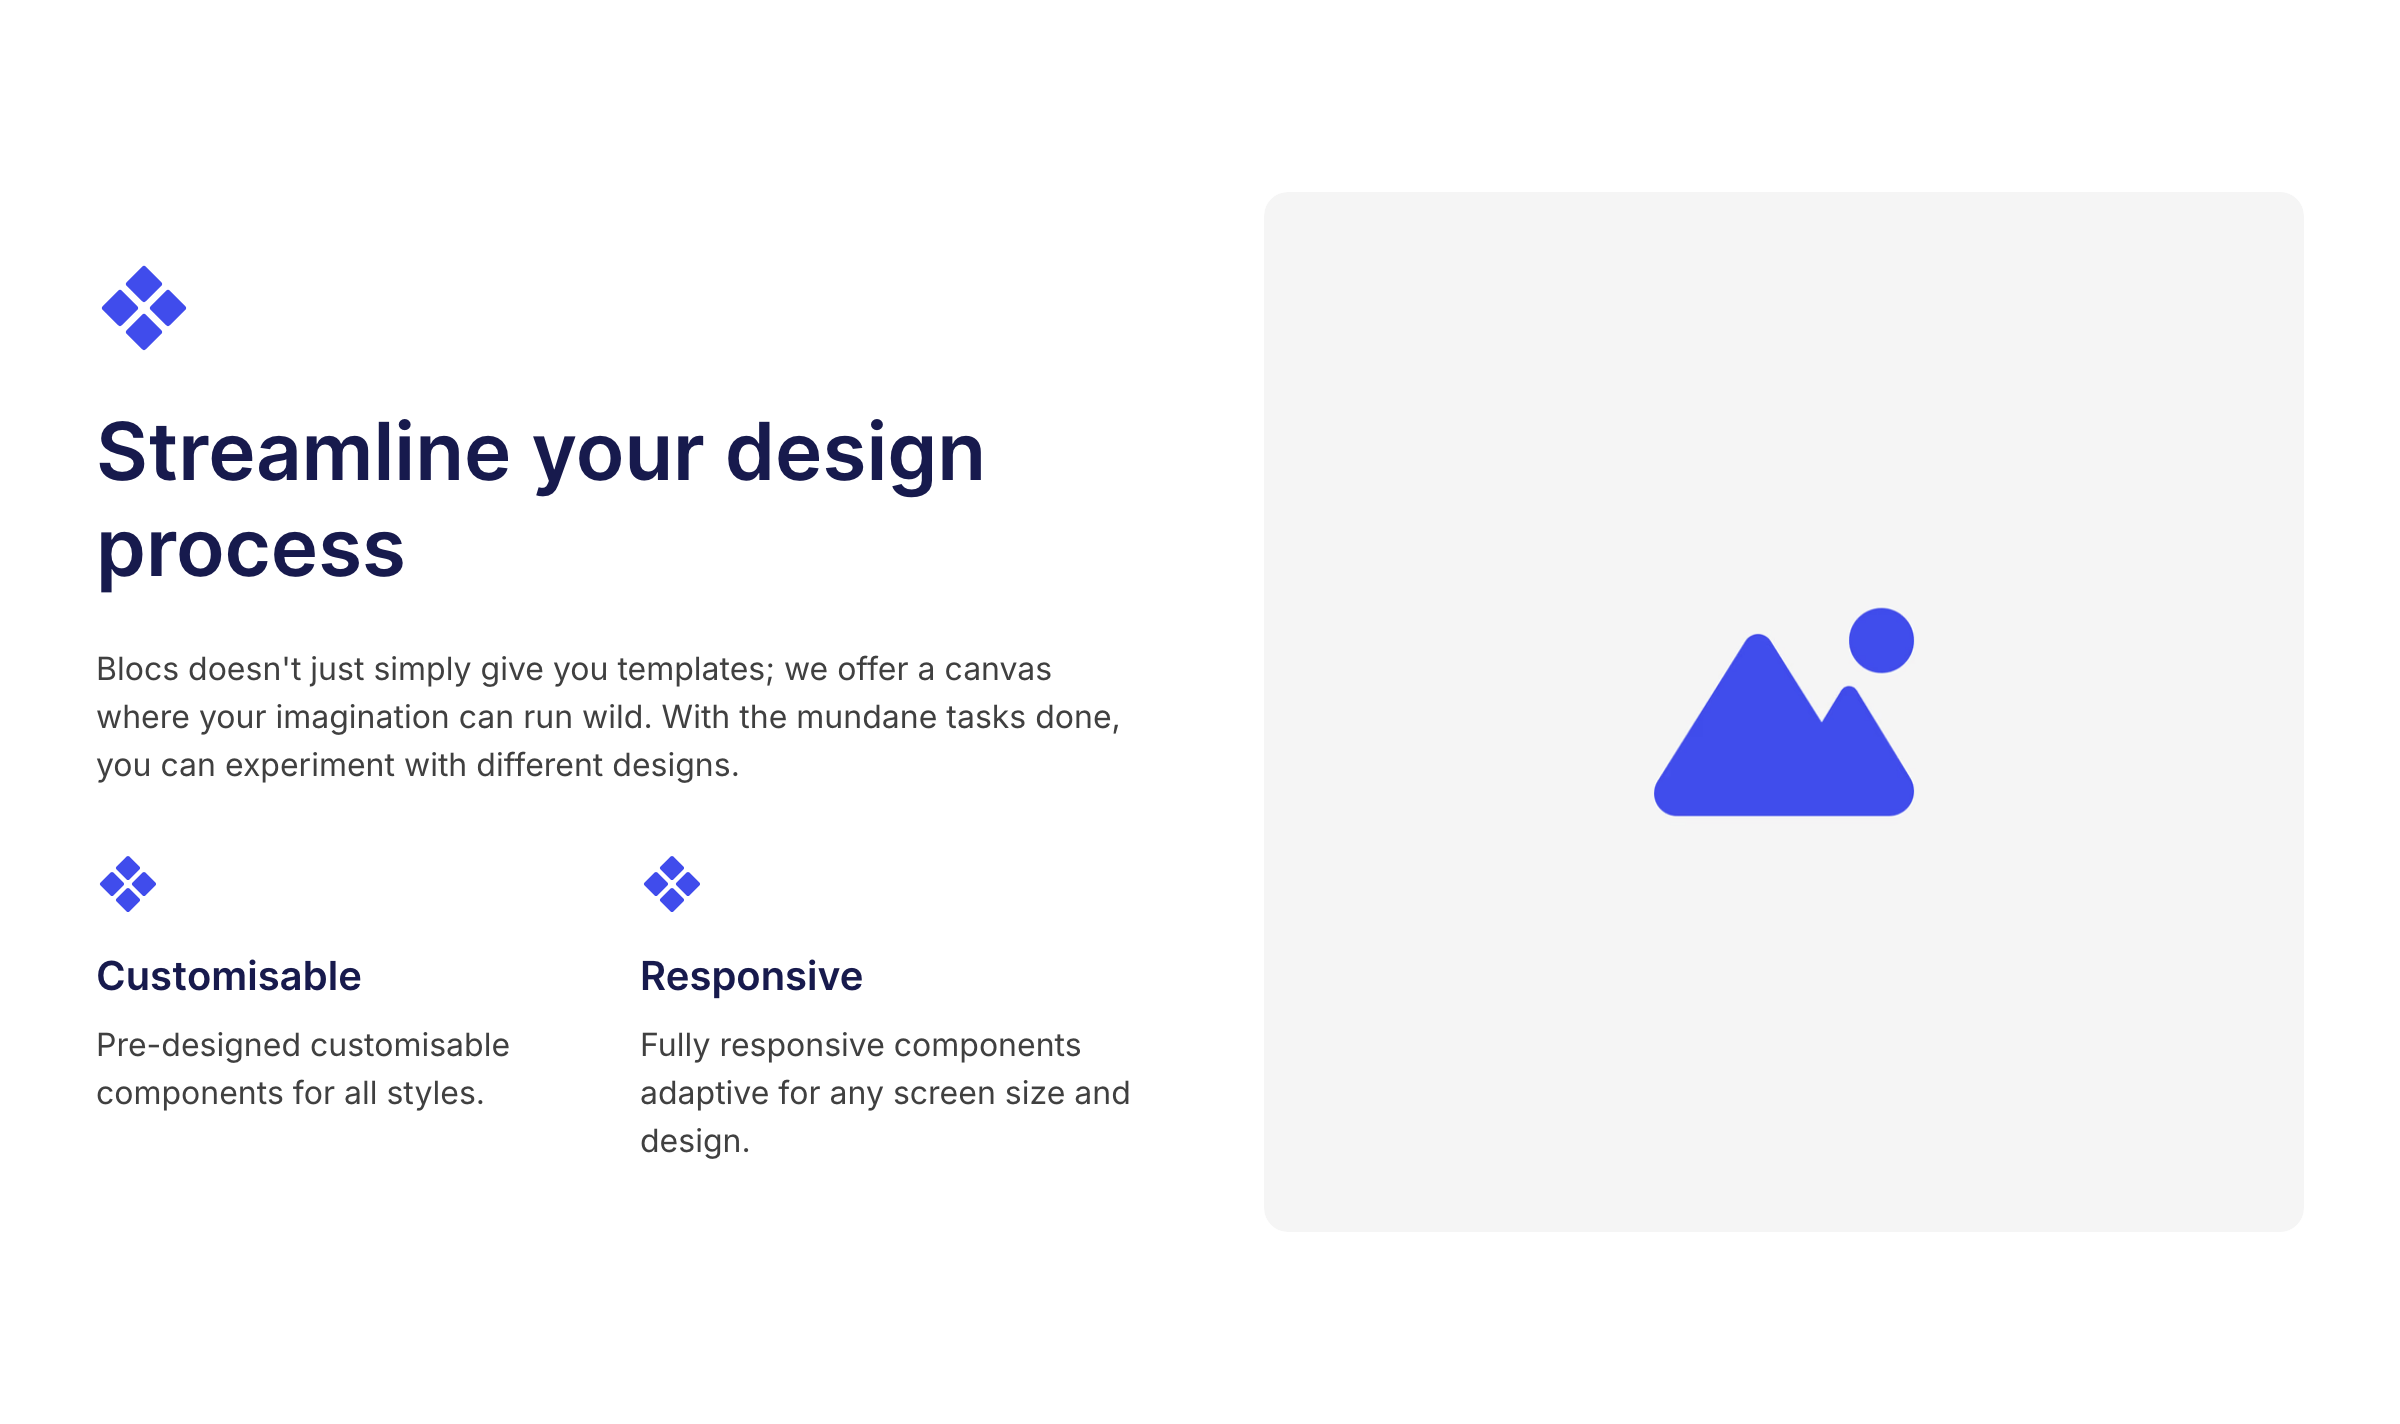 Streamline your design
process
Blocs doesn't just simply give you templates; we offer a canvas
where your imagination can run wild. With the mundane tasks done,
you can experiment with different designs.
Customisable
Pre-designed customisable
components for all styles.
Responsive
Fully responsive components
adaptive for any screen size and
design.